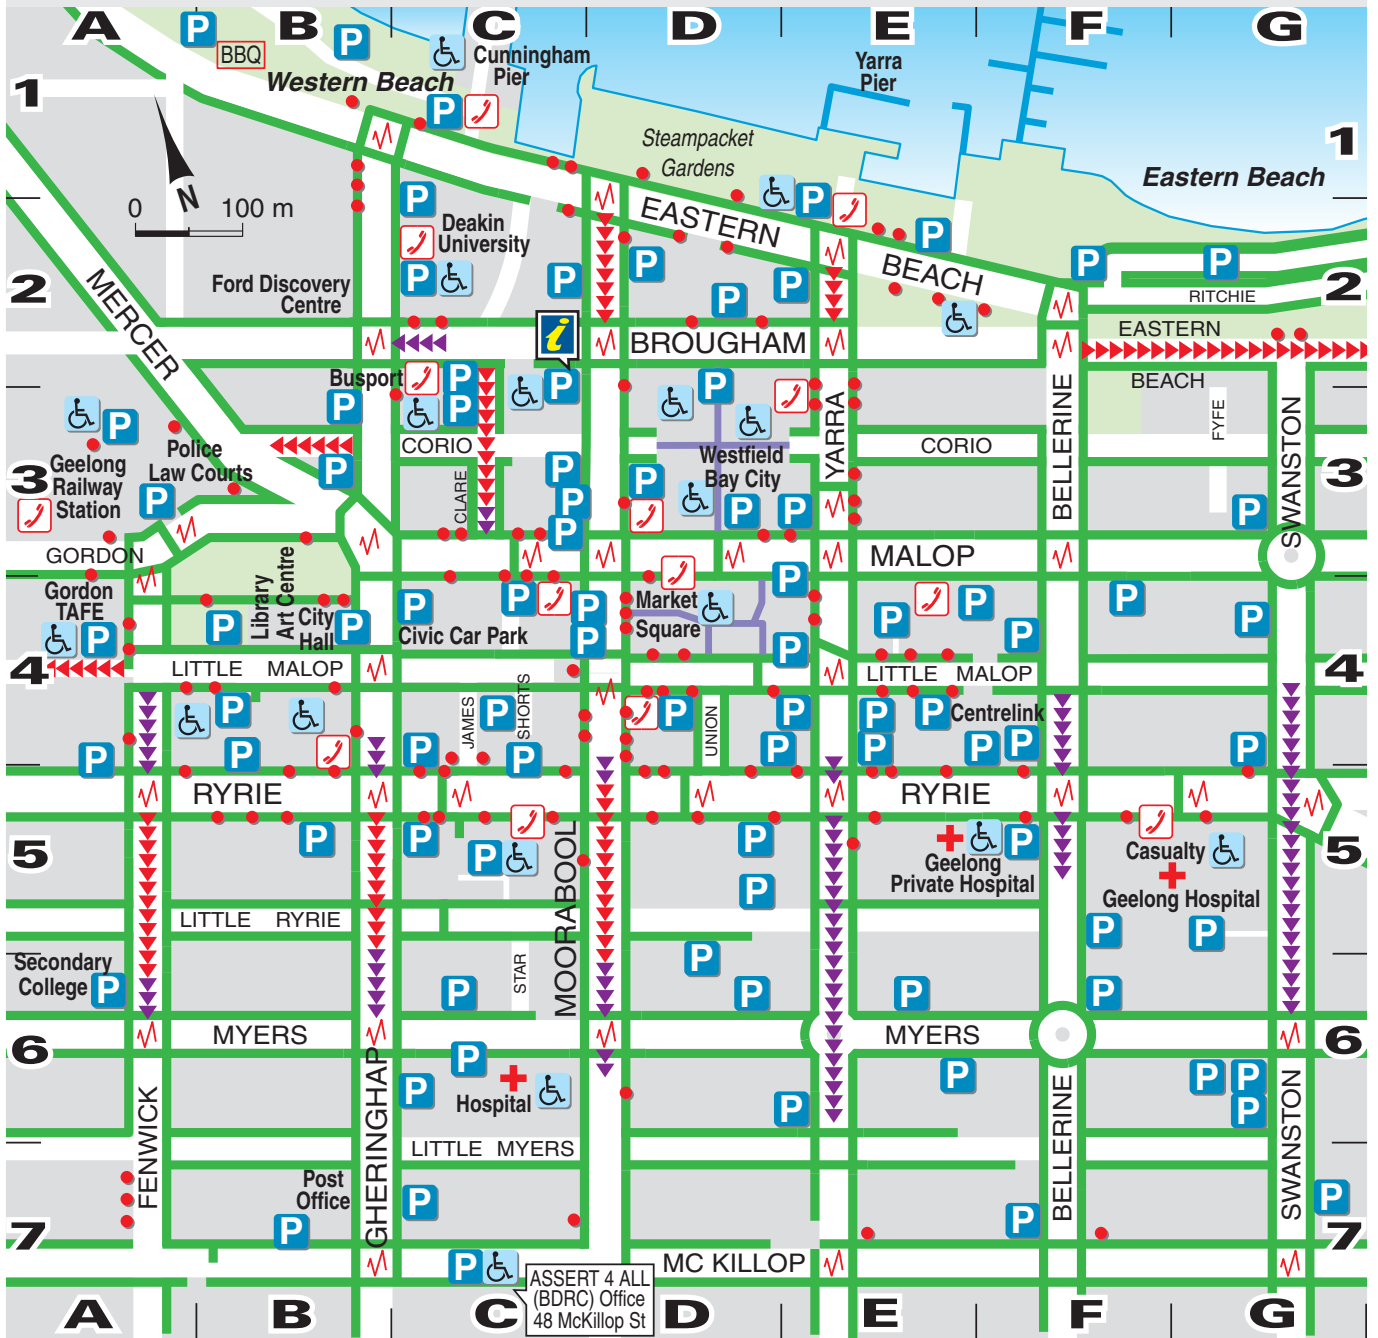 A B C D E F G
P
P
BBQ
Cunningham
Pier
Western Beach
Yarra
Pier
1
P
Steampacket
Gardens
1
Eastern Beach
N
0 100 m
P
P
Deakin
University
EASTERN
P
P
P
P
P
P
P
P
2
MERCER
Ford Discovery
Centre
BEACH
RITCHIE
2
i
BROUGHAM
EASTERN
BEACH
Busport
P
P
P
P
P
P
YARRA
BELLERINE
FYFE
SWANSTON
Police
Law Courts
CORIO
CORIO
3
Geelong
Railway
Station
P
P
CLARE
P
P
P
P
Westfield
Bay City
P
P
P
3
GORDON
MALOP
Gordon
TAFE
P
Library
Art Centre
City
Hall
P
P
P
P
Civic Car Park
P
P
Market
Square
P
P
P
P
P
P
P
4
LITTLE MALOP
LITTLE MALOP
4
P
P
P
P
JAMES
P
SHORTS
P
P
UNION
P
P
P
P
P
Centrelink
P
P
P
RYRIE
RYRIE
5
P
P
P
MOORABOOL
P
P
P
Geelong
Private Hospital
Casualty
Geelong Hospital
5
LITTLE RYRIE
P
P
Secondary
College
P
P
STAR
P
P
P
P
MYERS
MYERS
6
6
FENWICK
GHERINGHAP
P
P
Hospital
P
P
BELLERINE
P
P
P
SWANSTON
LITTLE MYERS
Post
Office
P
P
P
P
7
7
P
MC KILLOP
ASSERT 4 ALL
(BDRC) Office
48 McKillop St
A B C D E F G